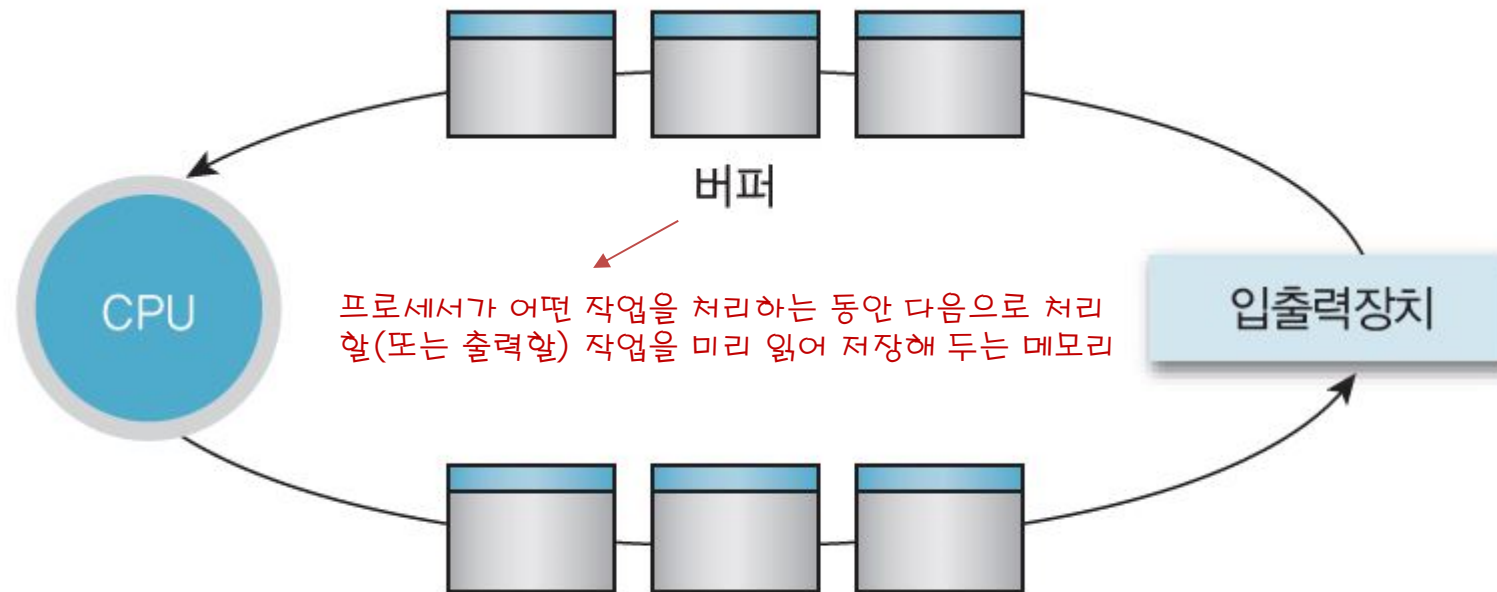 버퍼
CPU
프로세서가 어떤 작업을 처리하는 동안 다음으로 처리
할(또는 출력할) 작업을 미리 읽어 저장해 두는 메모리
입출력장치